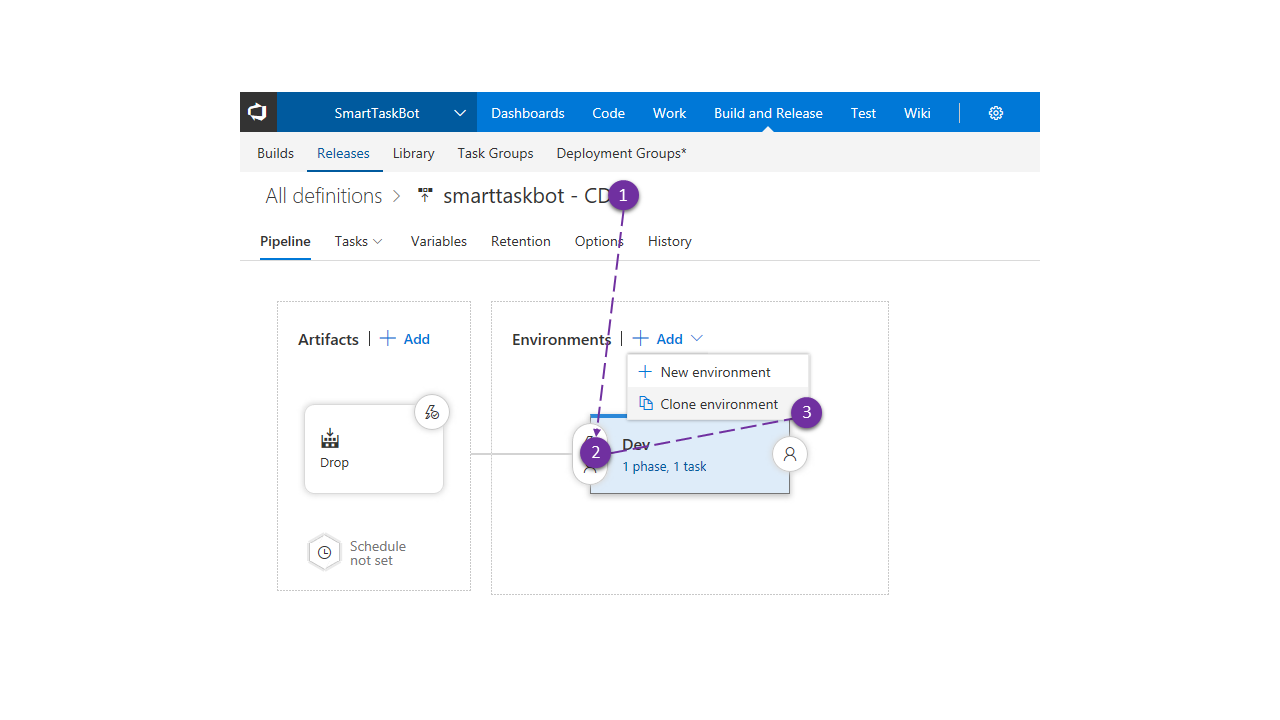 SmartTaskBot Dashboards Code Work Build and Release Test Wiki
Builds Releases Library Task Groups Deployment Groups*
All definitions smarttaskbot - CD 1
Pipeline Tasks Variables Retention Options History
Artifacts | Add Environments | Add
New environment
Clone environment
3
Dev
2
Drop
1 phase, 1 task
Schedule
not set